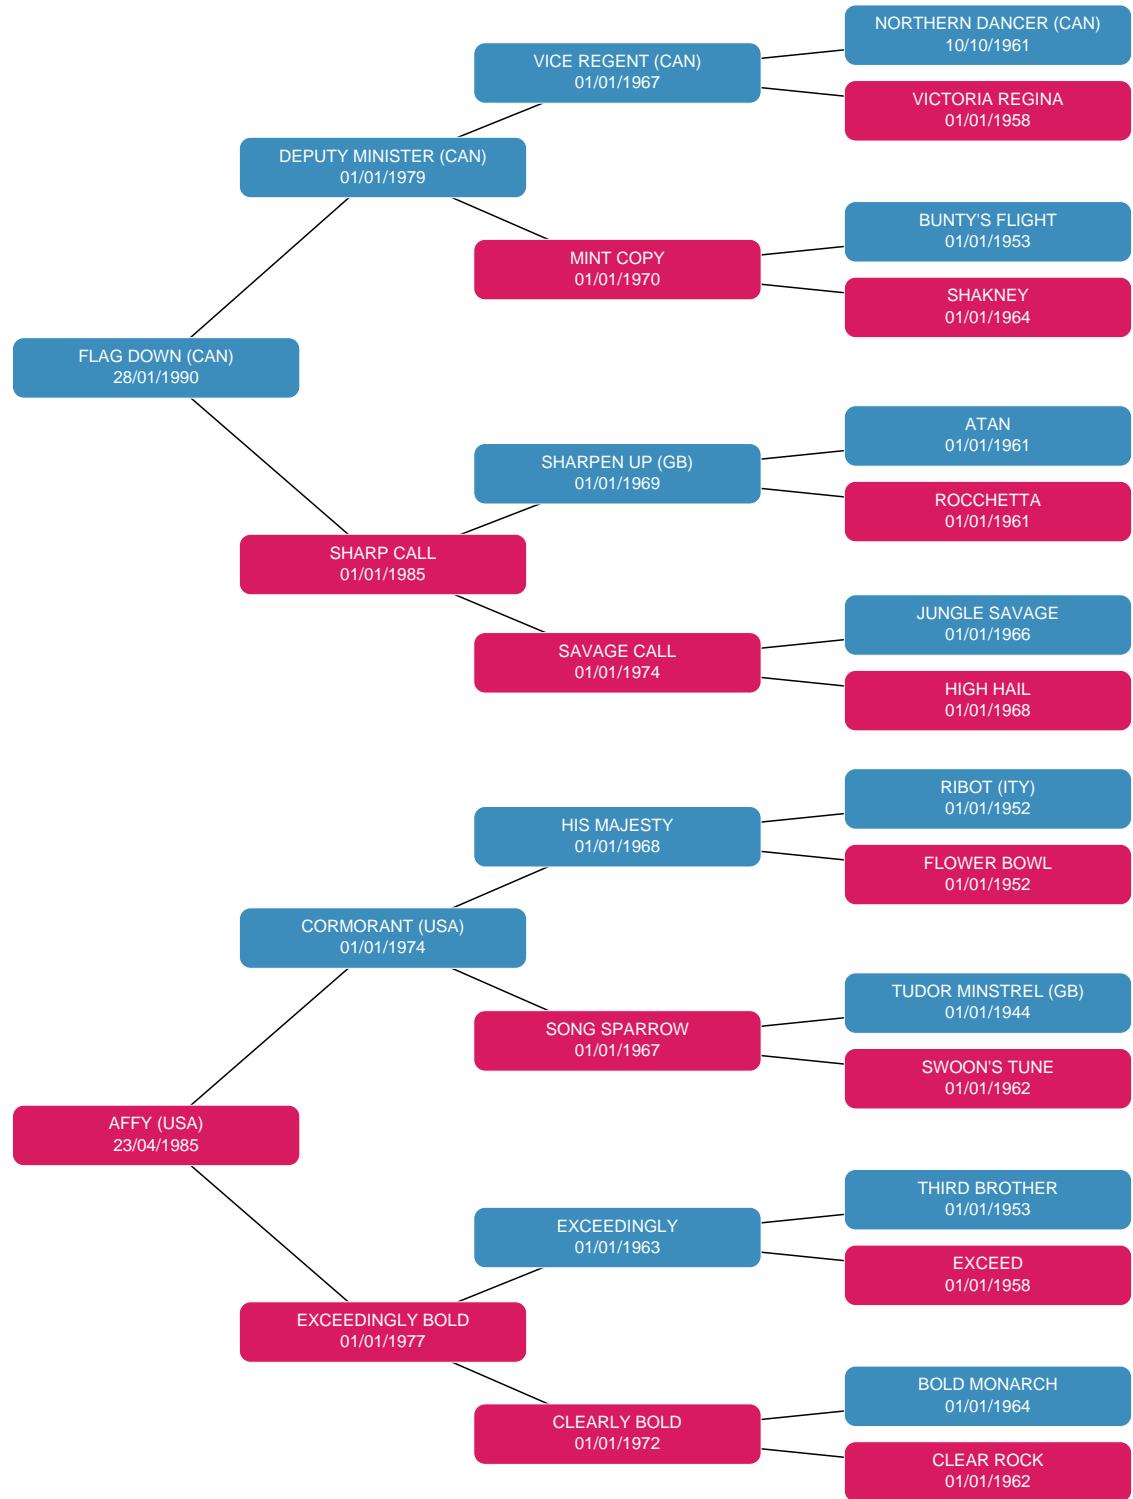 NORTHERN DANCER (CAN)
10/10/1961
VICE REGENT (CAN)
01/01/1967
VICTORIA REGINA
01/01/1958
DEPUTY MINISTER (CAN)
01/01/1979
BUNTY'S FLIGHT
01/01/1953
MINT COPY
01/01/1970
SHAKNEY
01/01/1964
FLAG DOWN (CAN)
28/01/1990
ATAN
01/01/1961
SHARPEN UP (GB)
01/01/1969
ROCCHETTA
01/01/1961
SHARP CALL
01/01/1985
JUNGLE SAVAGE
01/01/1966
SAVAGE CALL
01/01/1974
HIGH HAIL
01/01/1968
RIBOT (ITY)
01/01/1952
HIS MAJESTY
01/01/1968
FLOWER BOWL
01/01/1952
CORMORANT (USA)
01/01/1974
TUDOR MINSTREL (GB)
01/01/1944
SONG SPARROW
01/01/1967
SWOON'S TUNE
01/01/1962
AFFY (USA)
23/04/1985
THIRD BROTHER
01/01/1953
EXCEEDINGLY
01/01/1963
EXCEED
01/01/1958
EXCEEDINGLY BOLD
01/01/1977
BOLD MONARCH
01/01/1964
CLEARLY BOLD
01/01/1972
CLEAR ROCK
01/01/1962